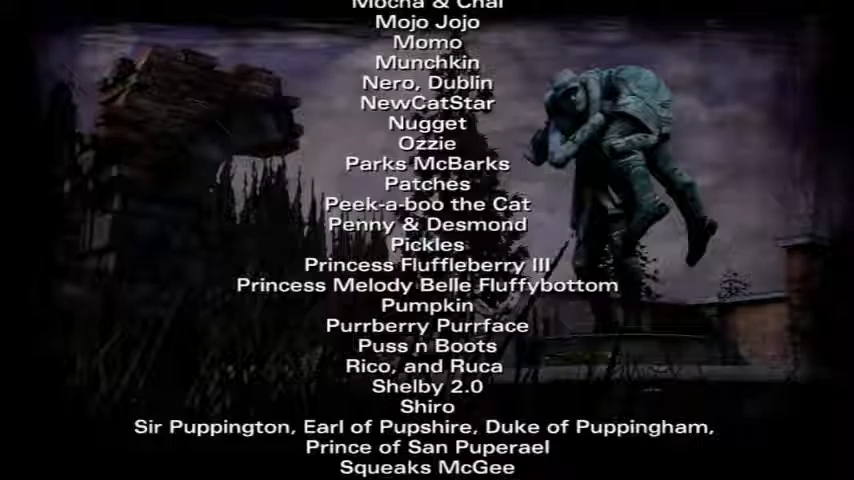 Mocha & Chai
Mojo Jojo
Momo
Munchkin
Nero, Dublin
NewCatStar
Nugget
Ozzie
Parks McBarks
Patches
Peek-a-boo the Cat
Penny & Desmond
Pickles
Princess Fluffleberry III
Princess Melody Belle Fluffybottom
Pumpkin
Purrberry Purrface
Puss n Boots
Rico, and Ruca
Shelby 2.0
Shiro
Sir Puppington, Earl of Pupshire, Duke of Puppingham,
Prince of San Puperael
Squeaks McGee